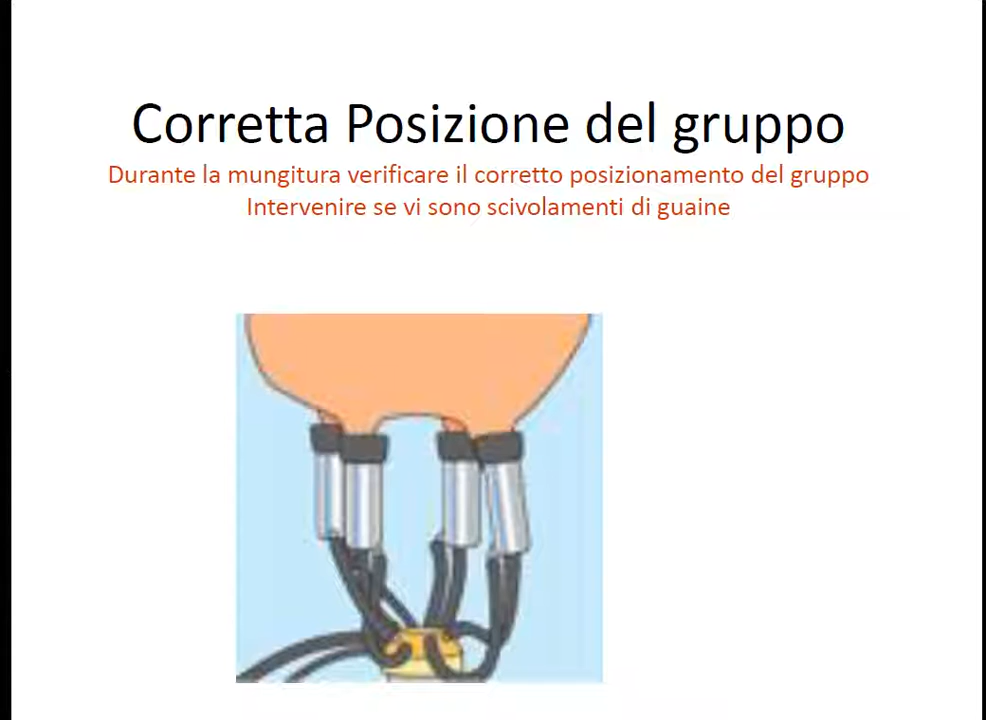 Corretta Posizione del gruppo
Durante la mungitura verificare il corretto posizionamento del gruppo
Intervenire se vi sono scivolamenti di guaine